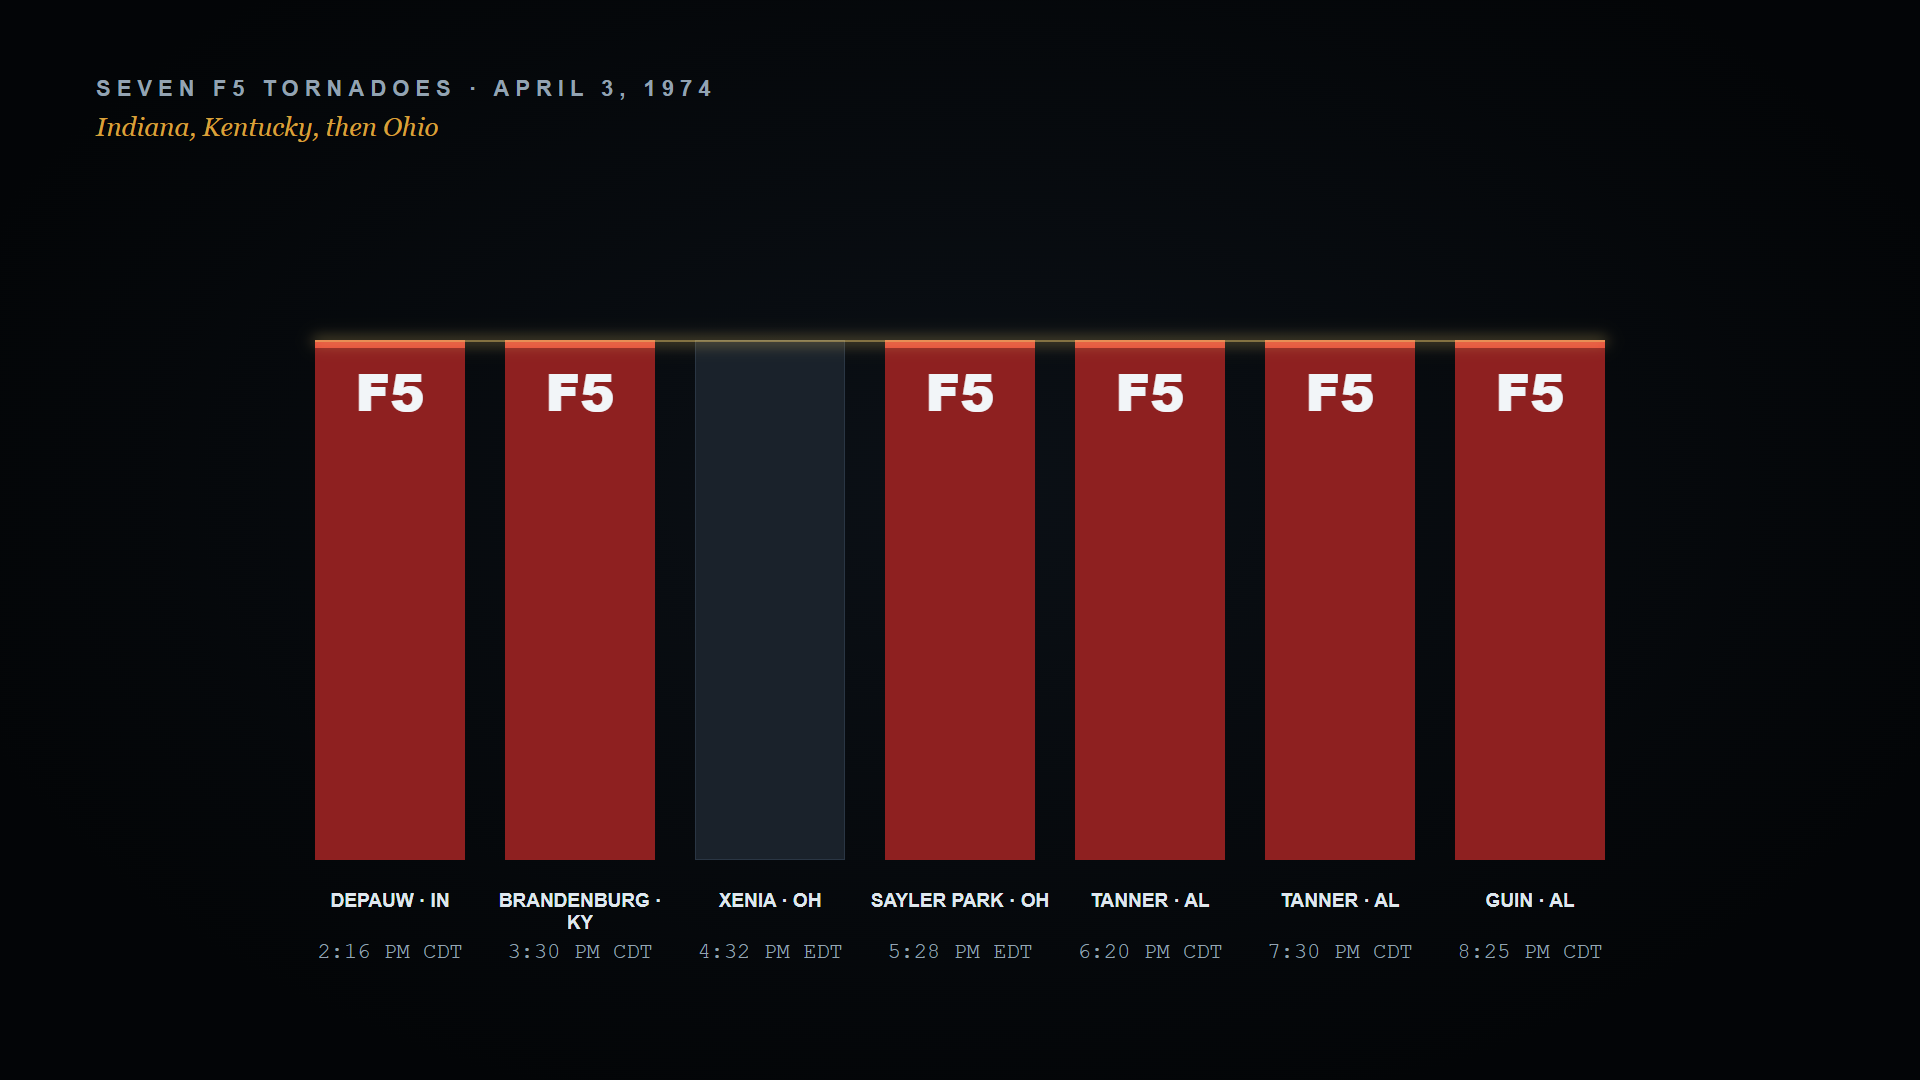 SEVEN F5 TORNADOES · APRIL 3, 1974
Indiana, Kentucky, then Ohio
F5 F5 F5 F5 F5 F5
DEPAUW · IN
BRANDENBURG ·
KY
XENIA · OH
SAYLER PARK · OH
TANNER · AL
TANNER · AL
GUIN · AL
2:16 PM CDT
3:30 PM CDT
4:32 PM EDT
5:28 PM EDT
6:20 PM CDT
7:30 PM CDT
8:25 PM CDT